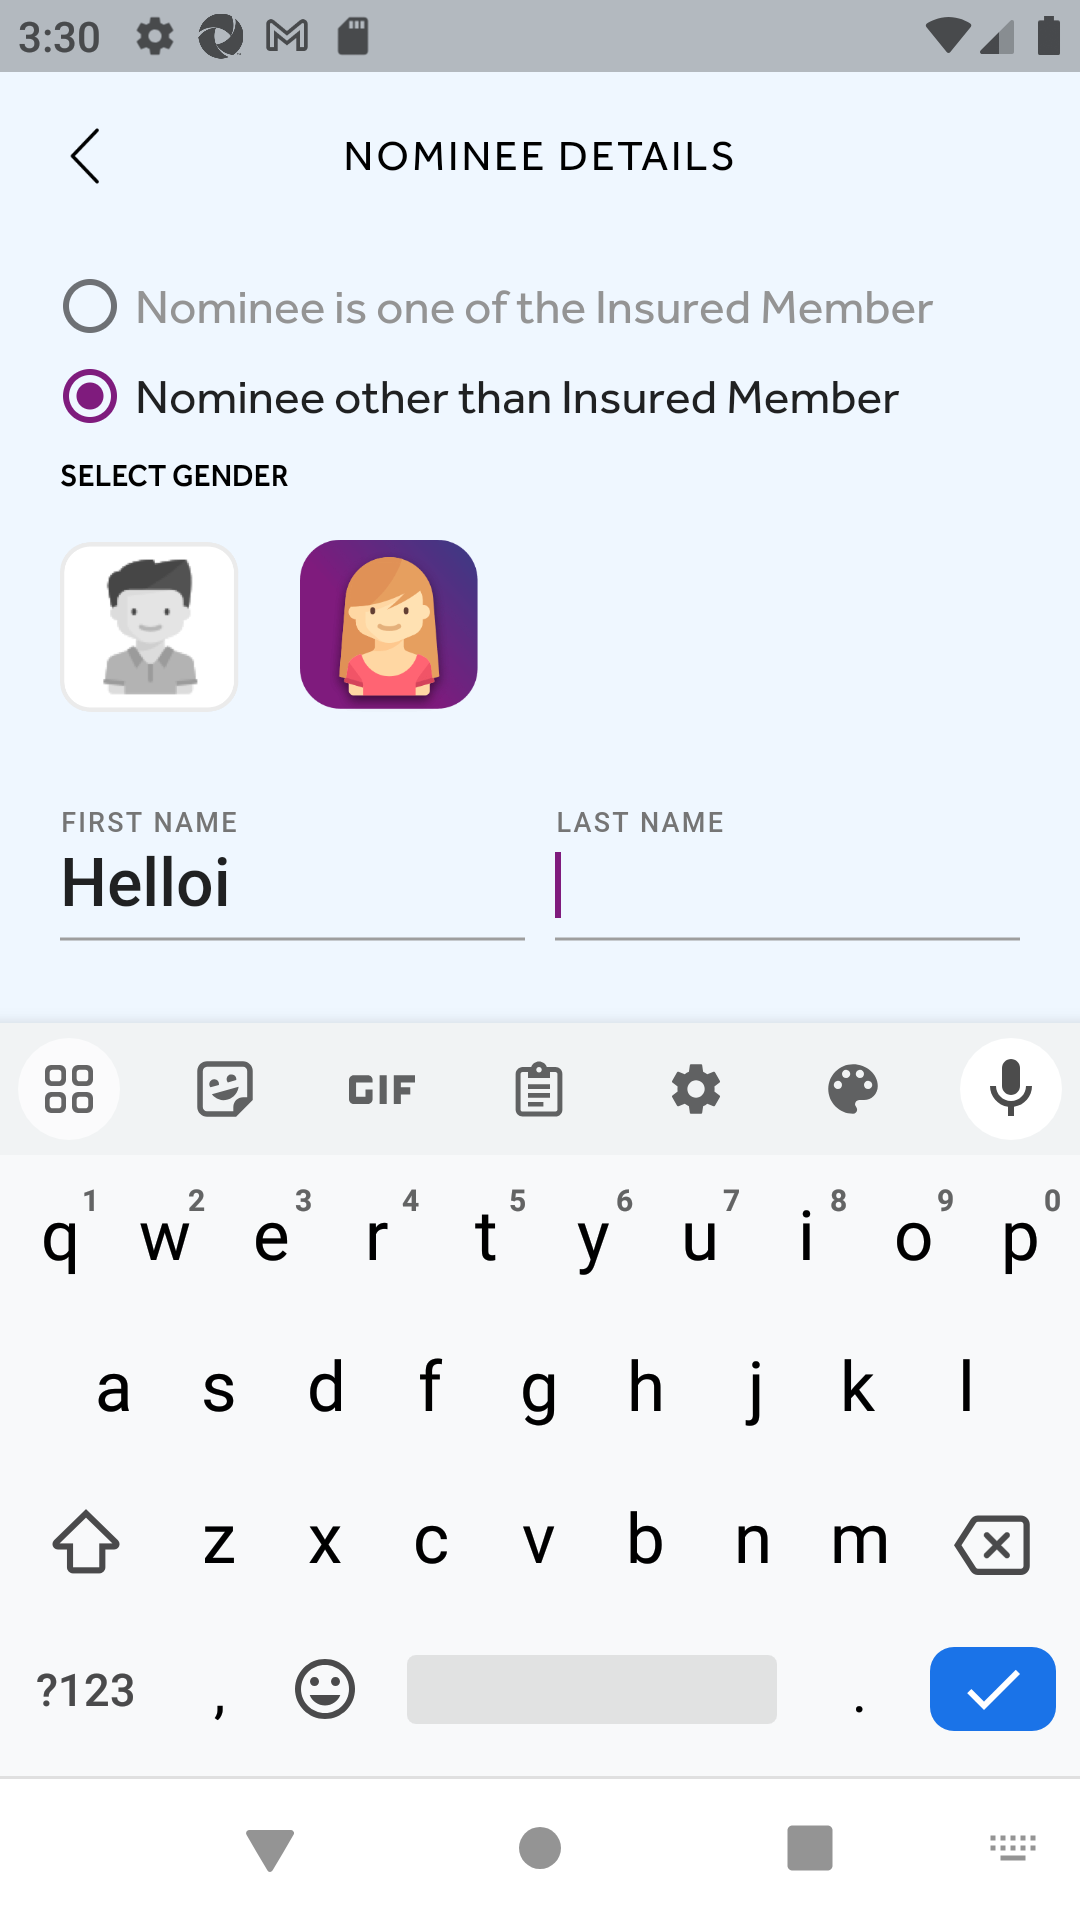 3:30
NOMINEE DETAILS
Nominee is one of the Insured Member
Nominee other than Insured Member
SELECT GENDER
FIRST NAME
LAST NAME
Helloi
GIF
q 1 w 2 e 3 r 4 t 5 y 6 u 7 i 8 o 9 p 0
a s d f g h j k l
z x c v b n m
?123 , .